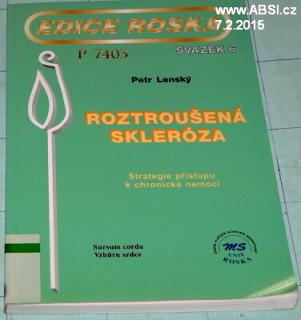 www.ABSI.cz
7.2.2015
EDICE ROSKA
P 7403
SVAZEK 6
Petr Lenský
ROZTROUŠENÁ
SKLERÓZA
Strategie přístupu
k chronické nemoci
Sursum corda
Vzhůru srdce
MS
UNIE
ROSKA